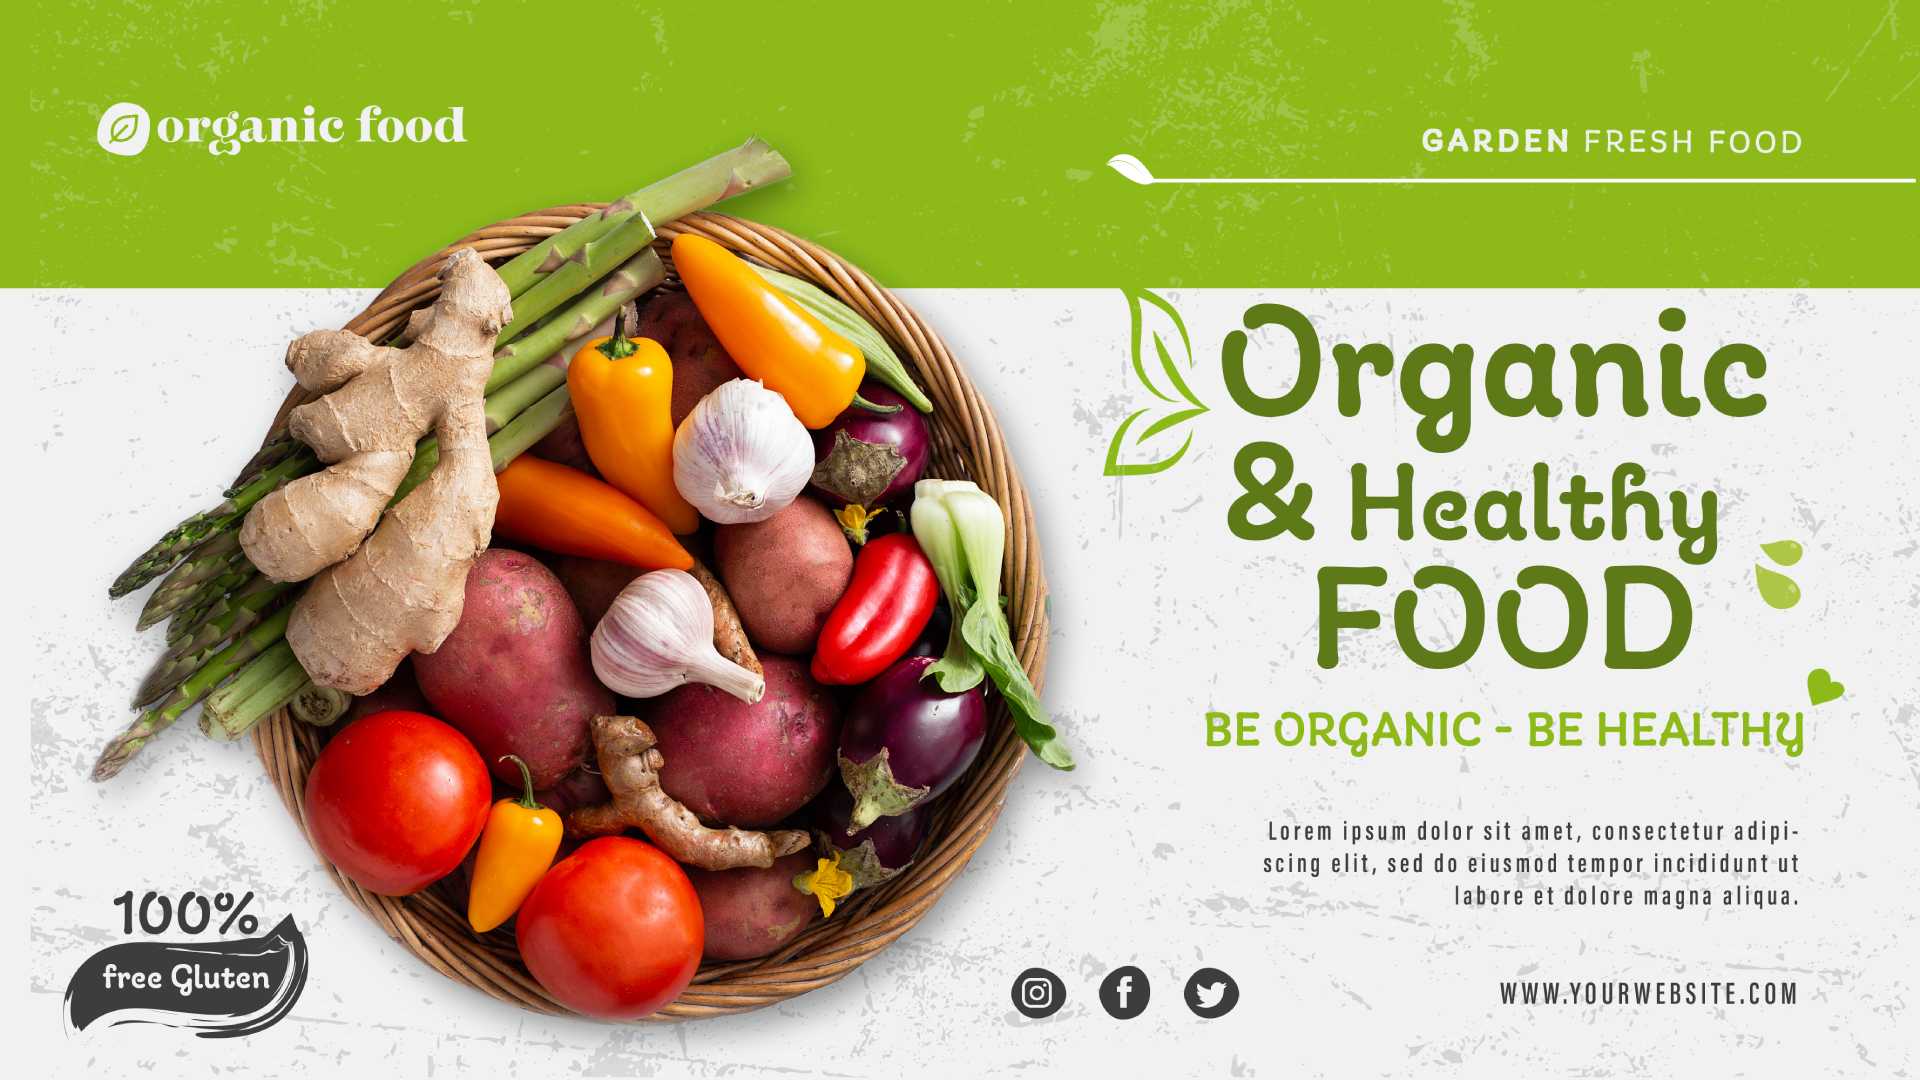 organic food
GARDEN FRESH FOOD
Organic
& Healthy
FOOD
BE ORGANIC - BE HEALTHY
Lorem ipsum dolor sit amet, consectetur adipi-
scing elit, sed do eiusmod tempor incididunt ut
labore et dolore magna aliqua.
100%
free Gluten
WWW.YOURWEBSITE.COM